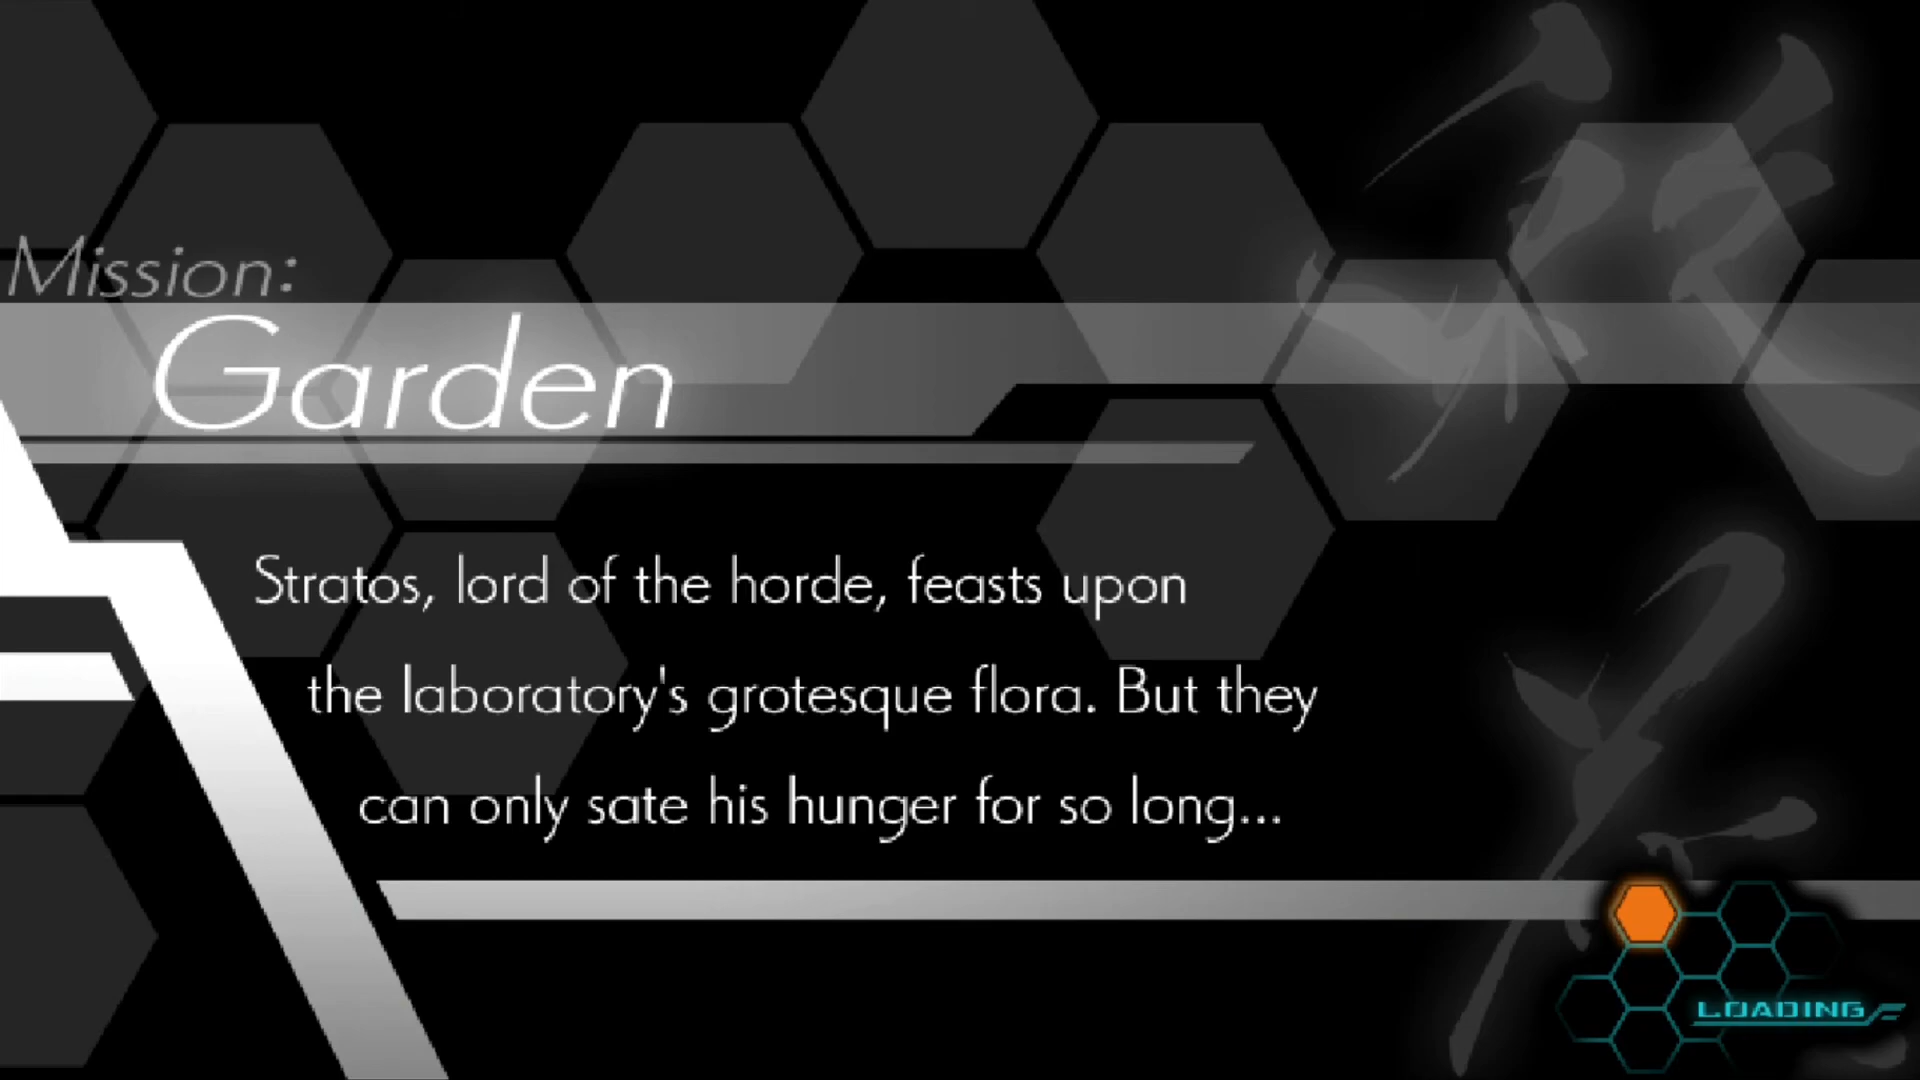 Mission:
Garden
Stratos, lord of the horde, feasts upon
the laboratory's grotesque flora. But they
can only sate his hunger for so long...
LOADING